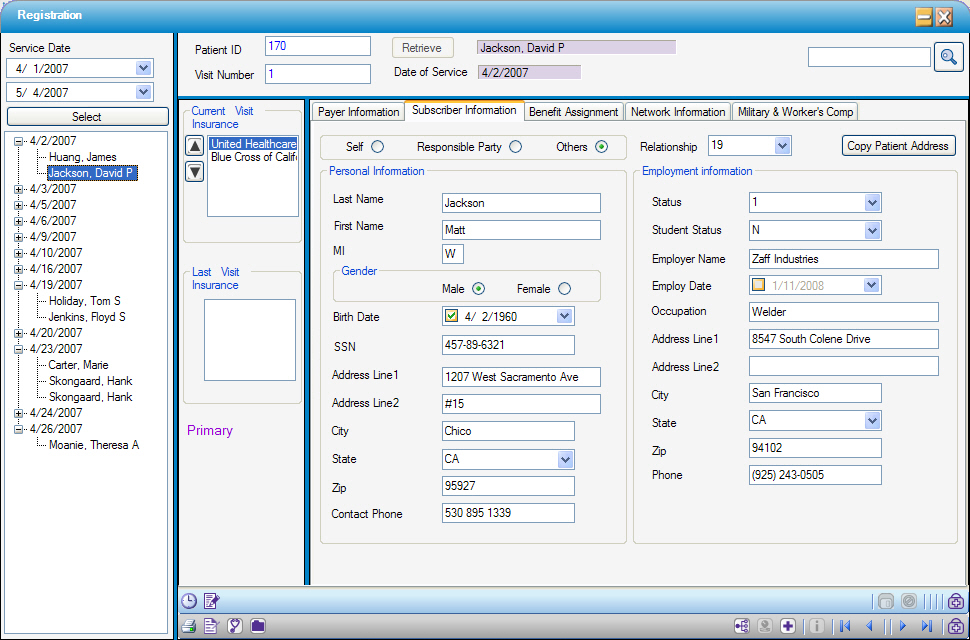 Registration
Service Date
4/ 1/2007
5/ 4/2007
Select
4/2/2007
Huang, James
Jackson, David P
4/3/2007
4/5/2007
4/6/2007
4/9/2007
4/10/2007
4/16/2007
4/19/2007
Holiday, Tom S
Jenkins, Floyd S
4/20/2007
4/23/2007
Carter, Marie
Skongaard, Hank
Skongaard, Hank
4/24/2007
4/26/2007
Moanie, Theresa A
Patient ID 170 Retrieve Jackson, David P
Visit Number 1 Date of Service 4/2/2007
Current Visit Insurance
United Healthcare
Blue Cross of Calif
Last Visit Insurance
Primary
Payer Information Subscriber Information Benefit Assignment Network Information Military & Worker's Comp
Self Responsible Party Others Relationship 19 Copy Patient Address
Personal Information
Last Name Jackson
First Name Matt
MI W
Gender
Male Female
Birth Date 4/ 2/1960
SSN 457-89-6321
Address Line1 1207 West Sacramento Ave
Address Line2 #15
City Chico
State CA
Zip 95927
Contact Phone 530 895 1339
Employment information
Status 1
Student Status N
Employer Name Zaff Industries
Employ Date 1/11/2008
Occupation Welder
Address Line1 8547 South Colene Drive
Address Line2
City San Francisco
State CA
Zip 94102
Phone (925) 243-0505